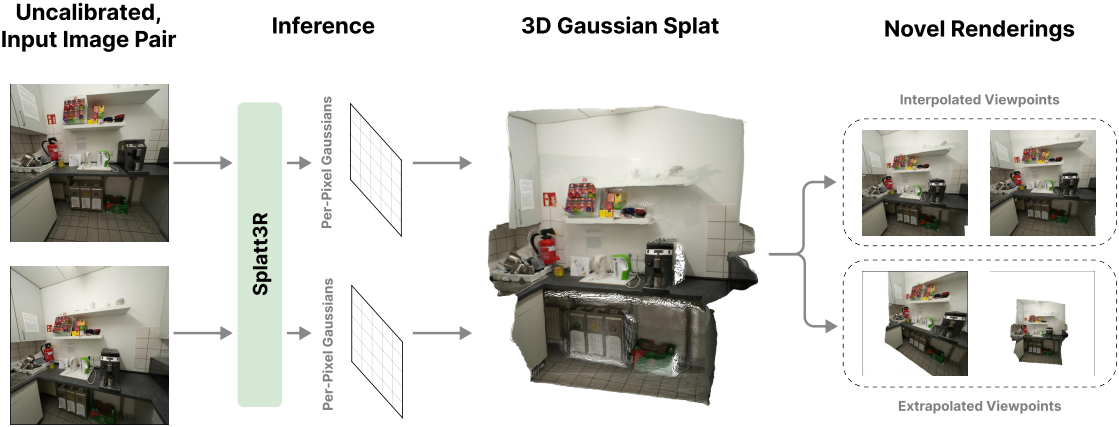 Uncalibrated,
Input Image Pair
Inference
3D Gaussian Splat
Novel Renderings
Splatt3R
Per-Pixel Gaussians
Per-Pixel Gaussians
Interpolated Viewpoints
Extrapolated Viewpoints